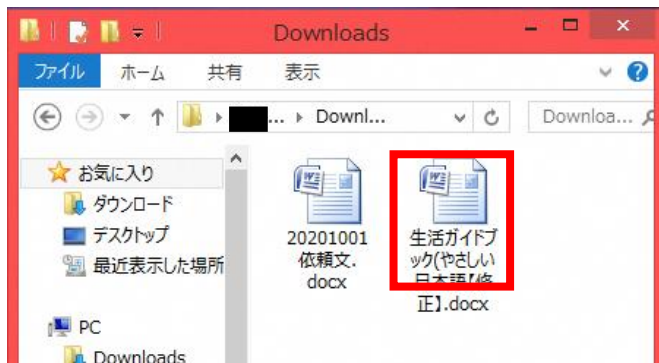 Downloads
ファイル ホーム 共有 表示
... Downl... Downloa...
お気に入り
ダウンロード
デスクトップ
最近表示した場所
PC
Downloads
20201001
依頼文.
docx
生活ガイドブ
ック(やさしい
日本語【修
正】.docx